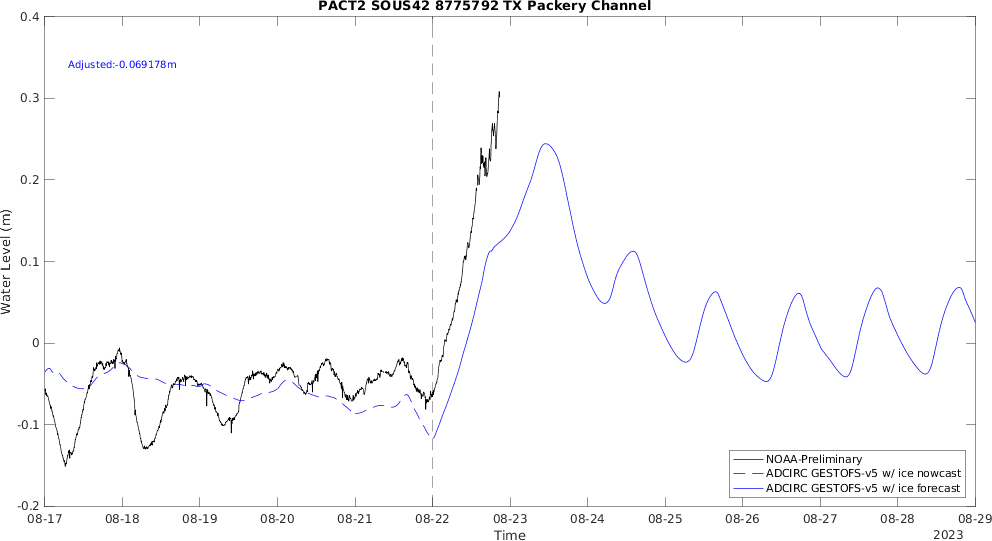 PACT2 SOUS42 8775792 TX Packery Channel
Adjusted:-0.069178m
0.4
0.3
0.2
0.1
0
-0.1
-0.2
Water Level (m)
NOAA-Preliminary
ADCIRC GESTOFS-v5 w/ ice nowcast
ADCIRC GESTOFS-v5 w/ ice forecast
08-17 08-18 08-19 08-20 08-21 08-22 08-23 08-24 08-25 08-26 08-27 08-28 08-29
Time
2023